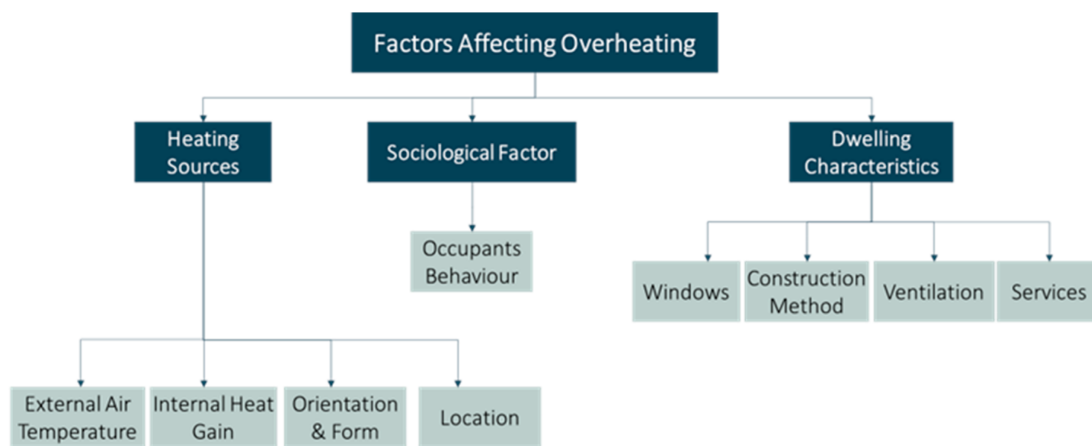 Factors Affecting Overheating
Heating
Sources
Sociological Factor
Dwelling
Characteristics
Occupants
Behaviour
Windows
Construction
Method
Ventilation
Services
External Air
Temperature
Internal Heat
Gain
Orientation
& Form
Location